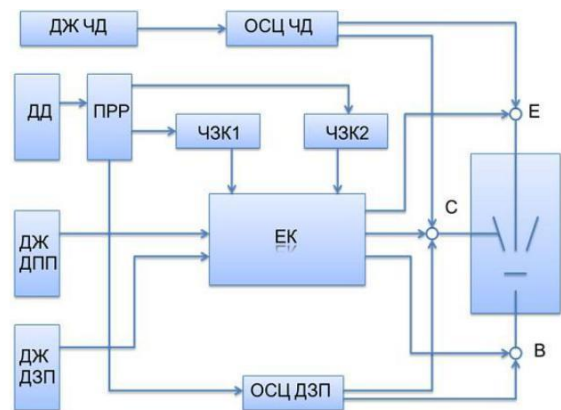 ДЖ ЧД
ОСЦ ЧД
ДД
ПРР
ЧЗК1
ЧЗК2
Е
ДЖ
ДПП
ЕК
С
ДЖ
ДЗП
ОСЦ ДЗП
В